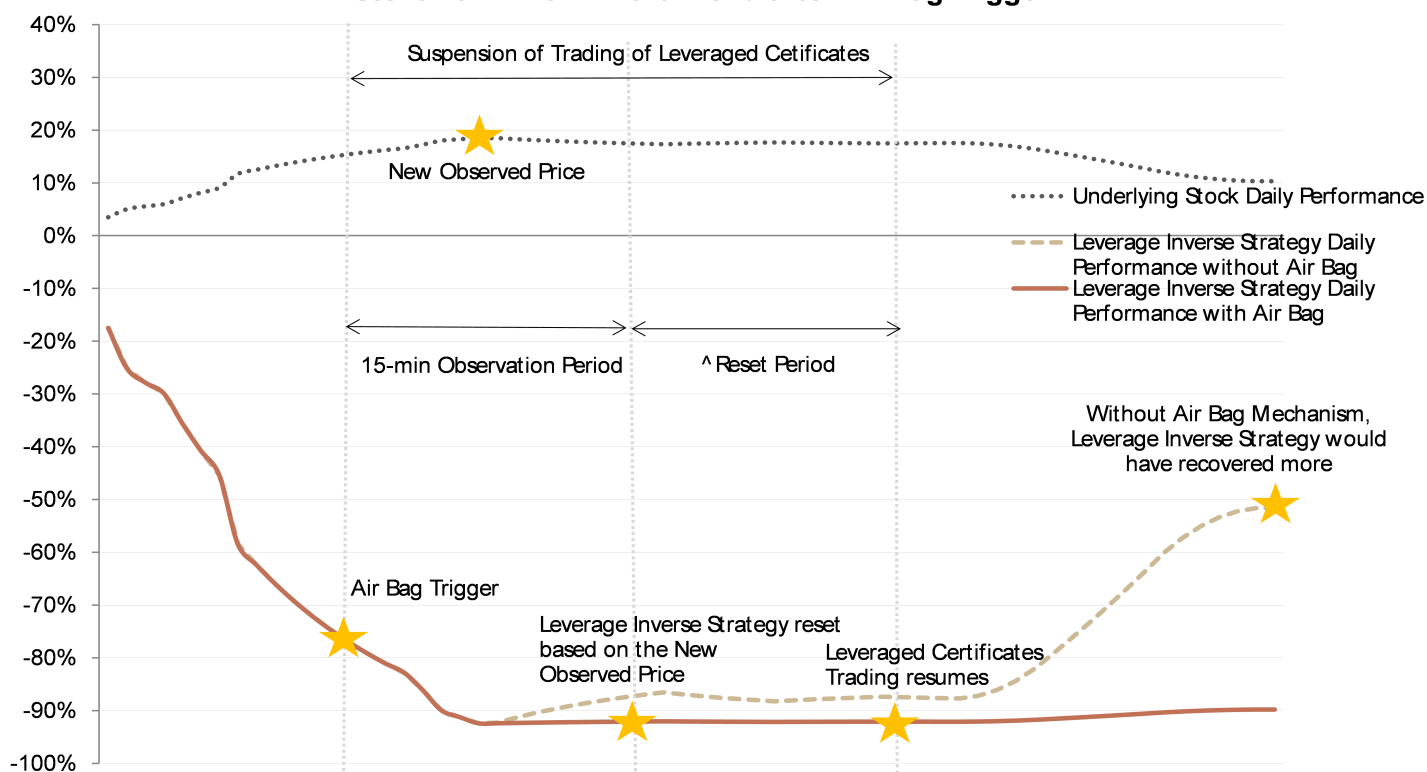 40%
Suspension of Trading of Leveraged Cetificates
30%
20%
New Observed Price
10%
Underlying Stock Daily Performance
0%
Leverage Inverse Strategy Daily
Performance without Air Bag
-10%
Leverage Inverse Strategy Daily
Performance with Air Bag
-20%
15-min Observation Period
^ Reset Period
-30%
Without Air Bag Mechanism,
Leverage Inverse Strategy would
have recovered more
-40%
-50%
-60%
Air Bag Trigger
-70%
Leverage Inverse Strategy reset
based on the New
Observed Price
Leveraged Certificates
Trading resumes
-80%
-90%
-100%